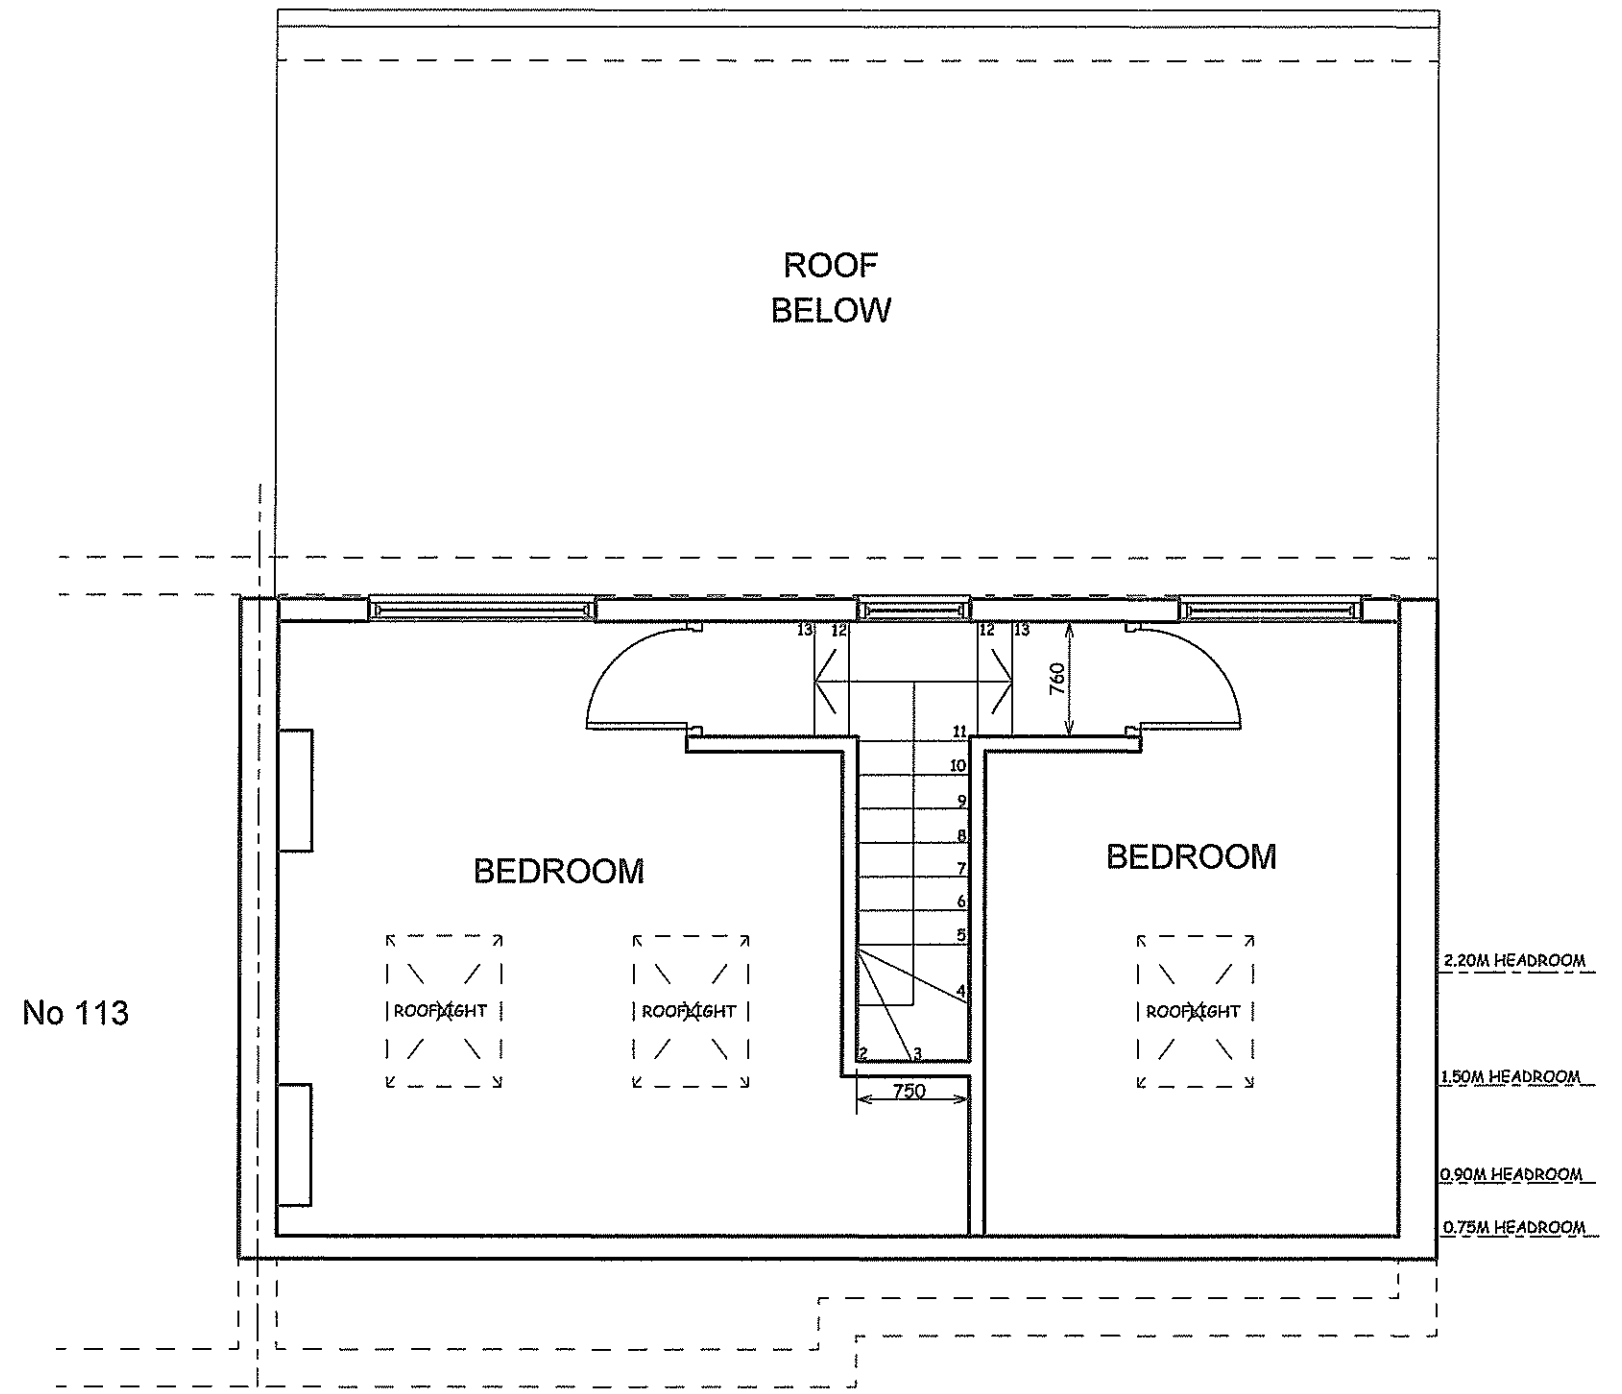 ROOF
BELOW
13 12 12 13
760
11
10
9
8
7
6
5
4
2 3
750
BEDROOM
BEDROOM
ROOFLIGHT
ROOFLIGHT
ROOFLIGHT
No 113
2.20M HEADROOM
1.50M HEADROOM
0.90M HEADROOM
0.75M HEADROOM